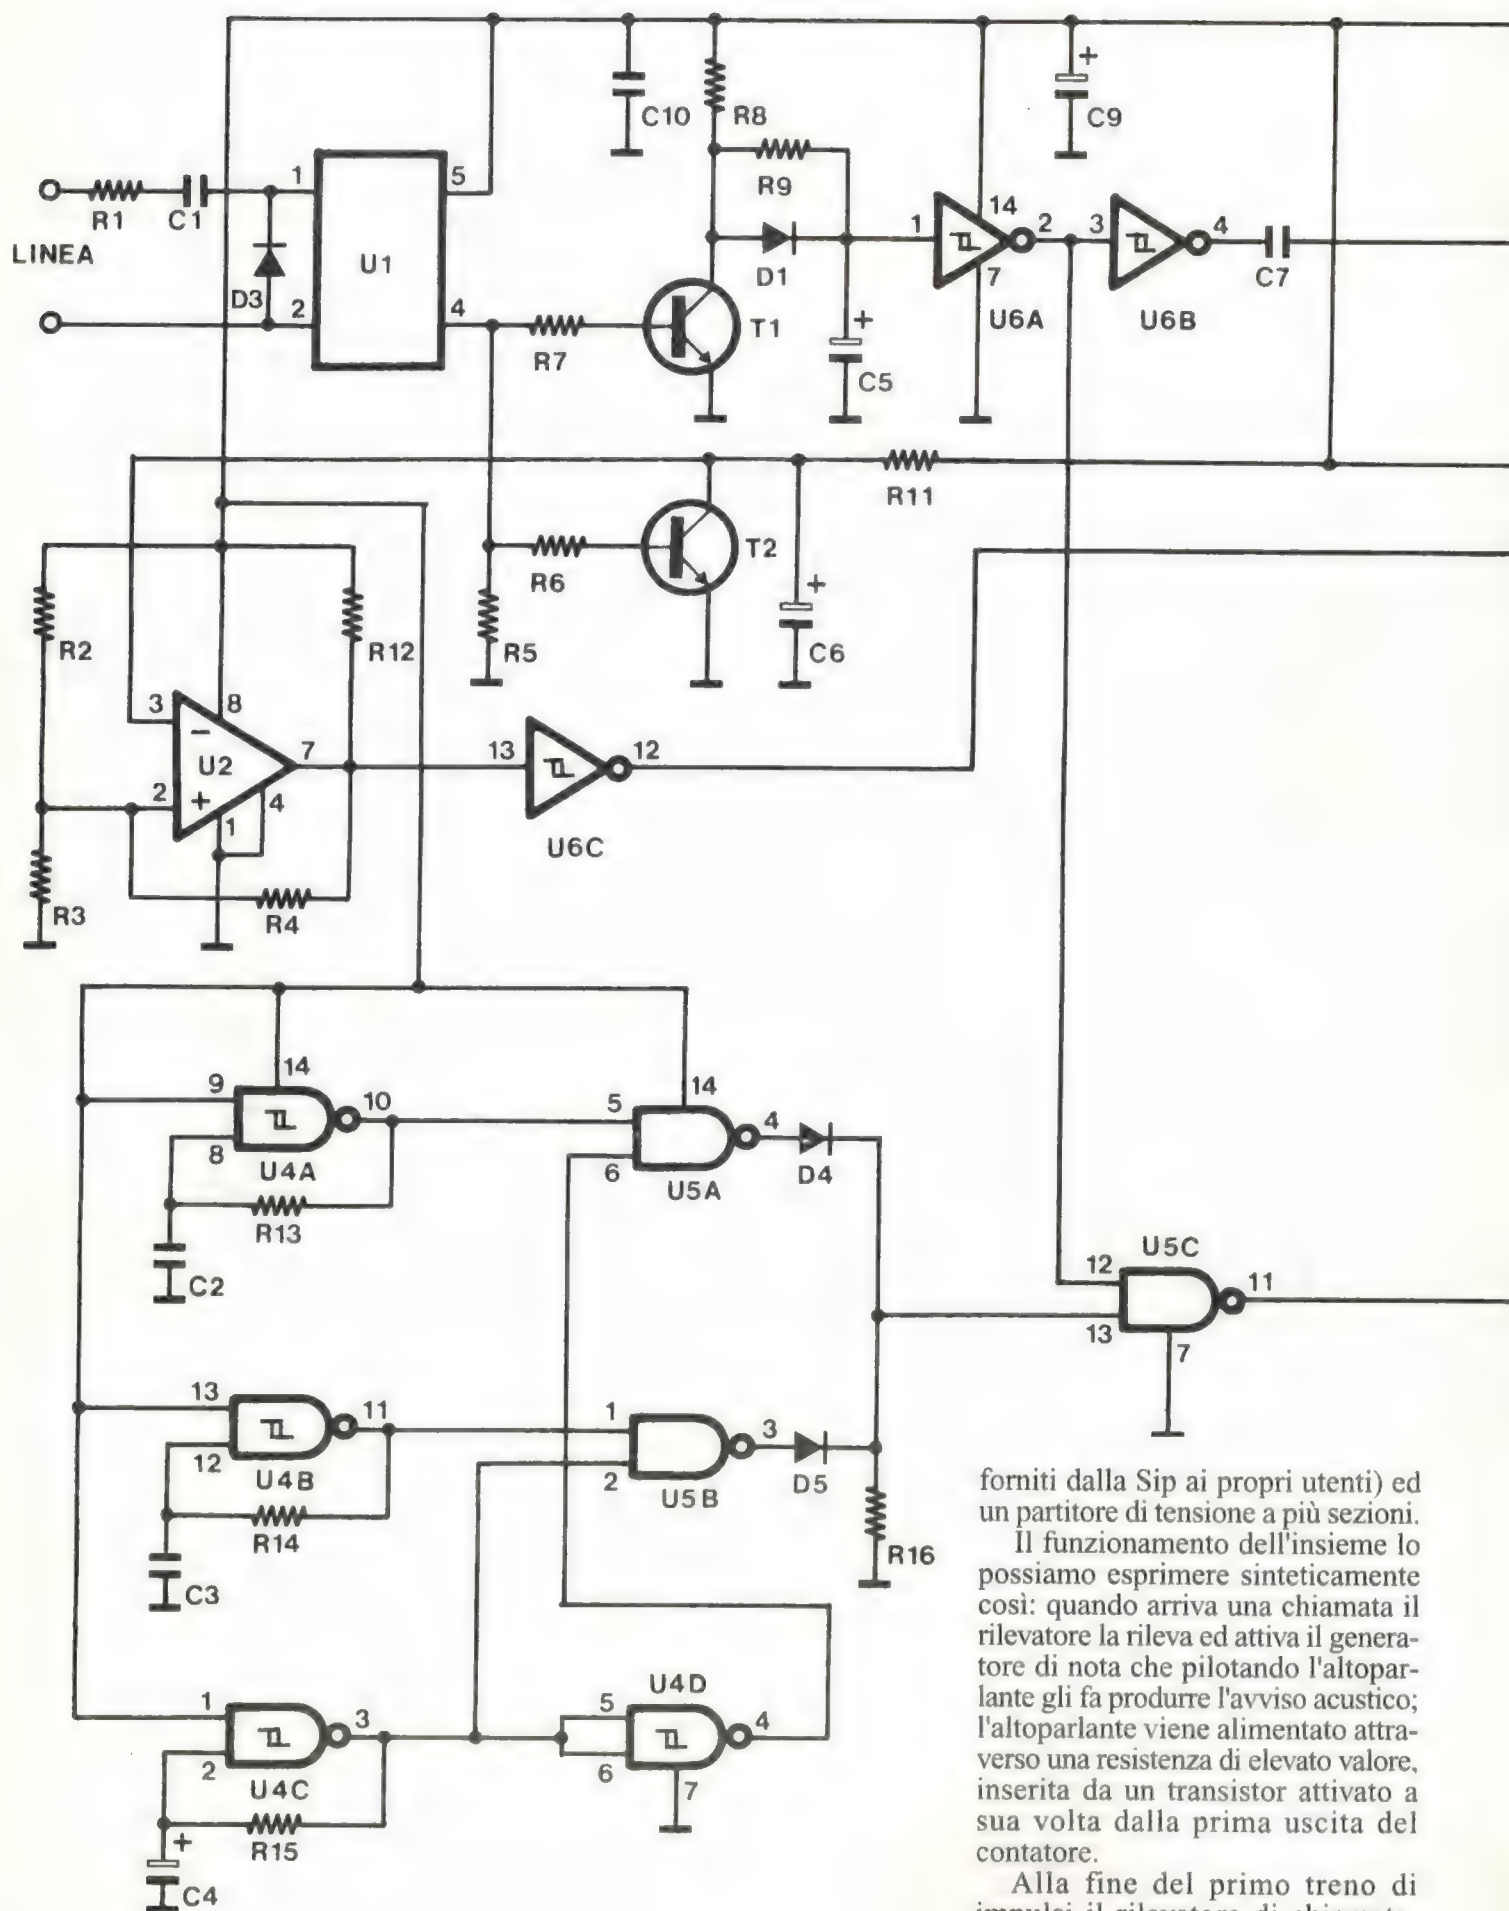 C10
R8
+
C9
R9
R1
C1
1
5
LINEA
D3
U1
2
4
1
14
2
3
4
D1
7
C7
T1
U6A
U6B
R7
+
C5
R11
T2
R6
+
R2
R12
R5
C6
3
8
−
U2
7
13
12
2
+
4
1
U6C
R3
R4
14
9
10
5
14
4
8
U4A
6
U5A
D4
R13
C2
U5C
12
11
13
7
13
11
1
3
12
U4B
2
U5B
D5
R14
R16
C3
U4D
1
3
5
4
2
U4C
6
7
R15
+
C4
forniti dalla Sip ai propri utenti) ed
un partitore di tensione a più sezioni.
Il funzionamento dell'insieme lo
possiamo esprimere sinteticamente
così: quando arriva una chiamata il
rilevatore la rileva ed attiva il genera-
tore di nota che pilotando l'altopar-
lante gli fa produrre l'avviso acustico;
l'altoparlante viene alimentato attra-
verso una resistenza di elevato valore,
inserita da un transistor attivato a
sua volta dalla prima uscita del
contatore.
Alla fine del primo treno di